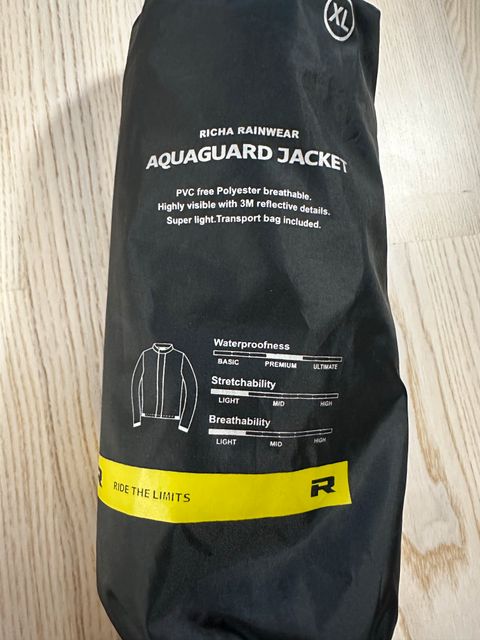 XL
RICHA RAINWEAR
AQUAGUARD JACKET
PVC free Polyester breathable.
Highly visible with 3M reflective details.
Super light.Transport bag included.
Waterproofness
BASIC PREMIUM ULTIMATE
Stretchability
LIGHT MID HIGH
Breathability
LIGHT MID HIGH
R RIDE THE LIMITS R